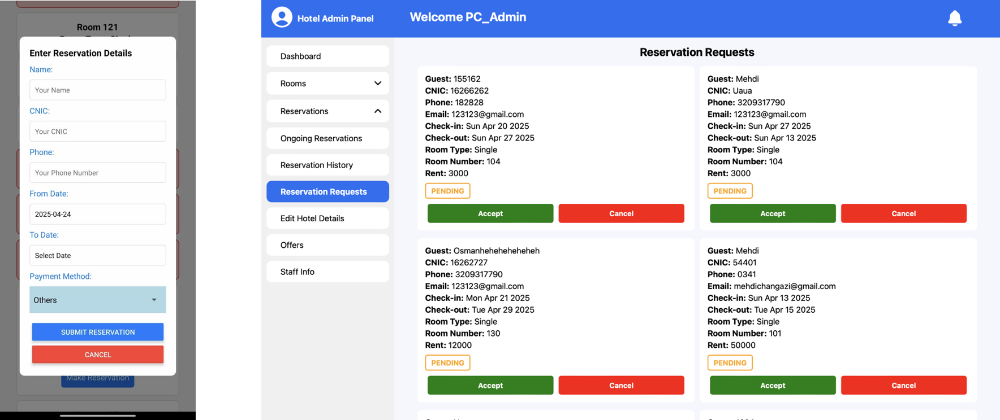 Room 121
Enter Reservation Details
Name:
Your Name
CNIC:
Your CNIC
Phone:
Your Phone Number
From Date:
2025-04-24
To Date:
Select Date
Payment Method:
Others
SUBMIT RESERVATION
CANCEL
Make Reservation
Hotel Admin Panel
Welcome PC_Admin
Dashboard
Rooms
Reservations
Ongoing Reservations
Reservation History
Reservation Requests
Edit Hotel Details
Offers
Staff Info
Reservation Requests
Guest: 155162
CNIC: 16266262
Phone: 182828
Email: 123123@gmail.com
Check-in: Sun Apr 20 2025
Check-out: Sun Apr 27 2025
Room Type: Single
Room Number: 104
Rent: 3000
PENDING
Accept
Cancel
Guest: Mehdi
CNIC: Uaua
Phone: 3209317790
Email: 123123@gmail.com
Check-in: Sun Apr 27 2025
Check-out: Sun Apr 13 2025
Room Type: Single
Room Number: 104
Rent: 3000
PENDING
Accept
Cancel
Guest: Osmanheheheheheheh
CNIC: 16262727
Phone: 3209317790
Email: 123123@gmail.com
Check-in: Mon Apr 21 2025
Check-out: Tue Apr 29 2025
Room Type: Single
Room Number: 130
Rent: 12000
PENDING
Accept
Cancel
Guest: Mehdi
CNIC: 54401
Phone: 0341
Email: mehdichangazi@gmail.com
Check-in: Sun Apr 13 2025
Check-out: Tue Apr 15 2025
Room Type: Single
Room Number: 101
Rent: 50000
PENDING
Accept
Cancel